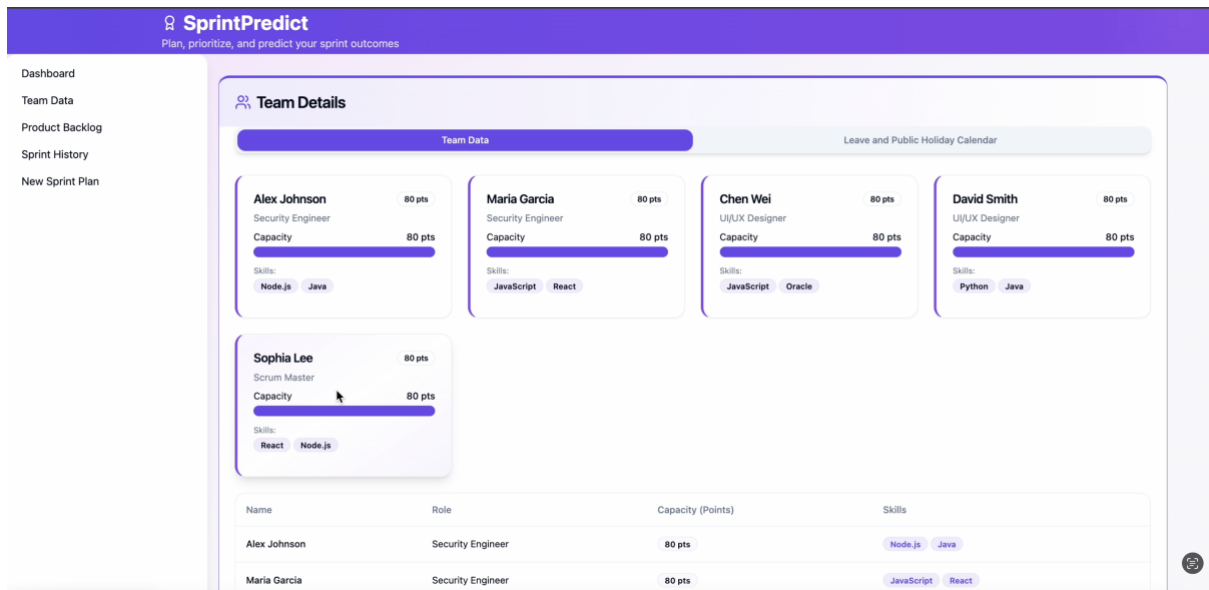 SprintPredict
Plan, prioritize, and predict your sprint outcomes
Dashboard
Team Data
Product Backlog
Sprint History
New Sprint Plan
Team Details
Team Data
Leave and Public Holiday Calendar
Alex Johnson 80 pts
Security Engineer
Capacity 80 pts
Skills:
Node.js Java
Maria Garcia 80 pts
Security Engineer
Capacity 80 pts
Skills:
JavaScript React
Chen Wei 80 pts
UI/UX Designer
Capacity 80 pts
Skills:
JavaScript Oracle
David Smith 80 pts
UI/UX Designer
Capacity 80 pts
Skills:
Python Java
Sophia Lee 80 pts
Scrum Master
Capacity 80 pts
Skills:
React Node.js
Name Role Capacity (Points) Skills
Alex Johnson Security Engineer 80 pts Node.js Java
Maria Garcia Security Engineer 80 pts JavaScript React